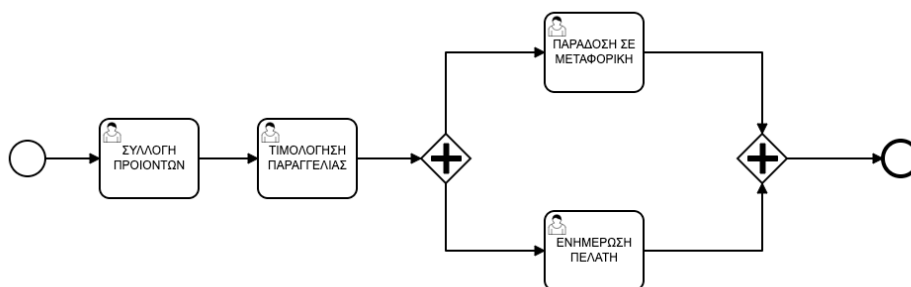 ΣΥΛΛΟΓΗ
ΠΡΟΙΟΝΤΩΝ
ΤΙΜΟΛΟΓΗΣΗ
ΠΑΡΑΓΓΕΛΙΑΣ
ΠΑΡΑΔΟΣΗ ΣΕ
ΜΕΤΑΦΟΡΙΚΗ
ΕΝΗΜΕΡΩΣΗ
ΠΕΛΑΤΗ